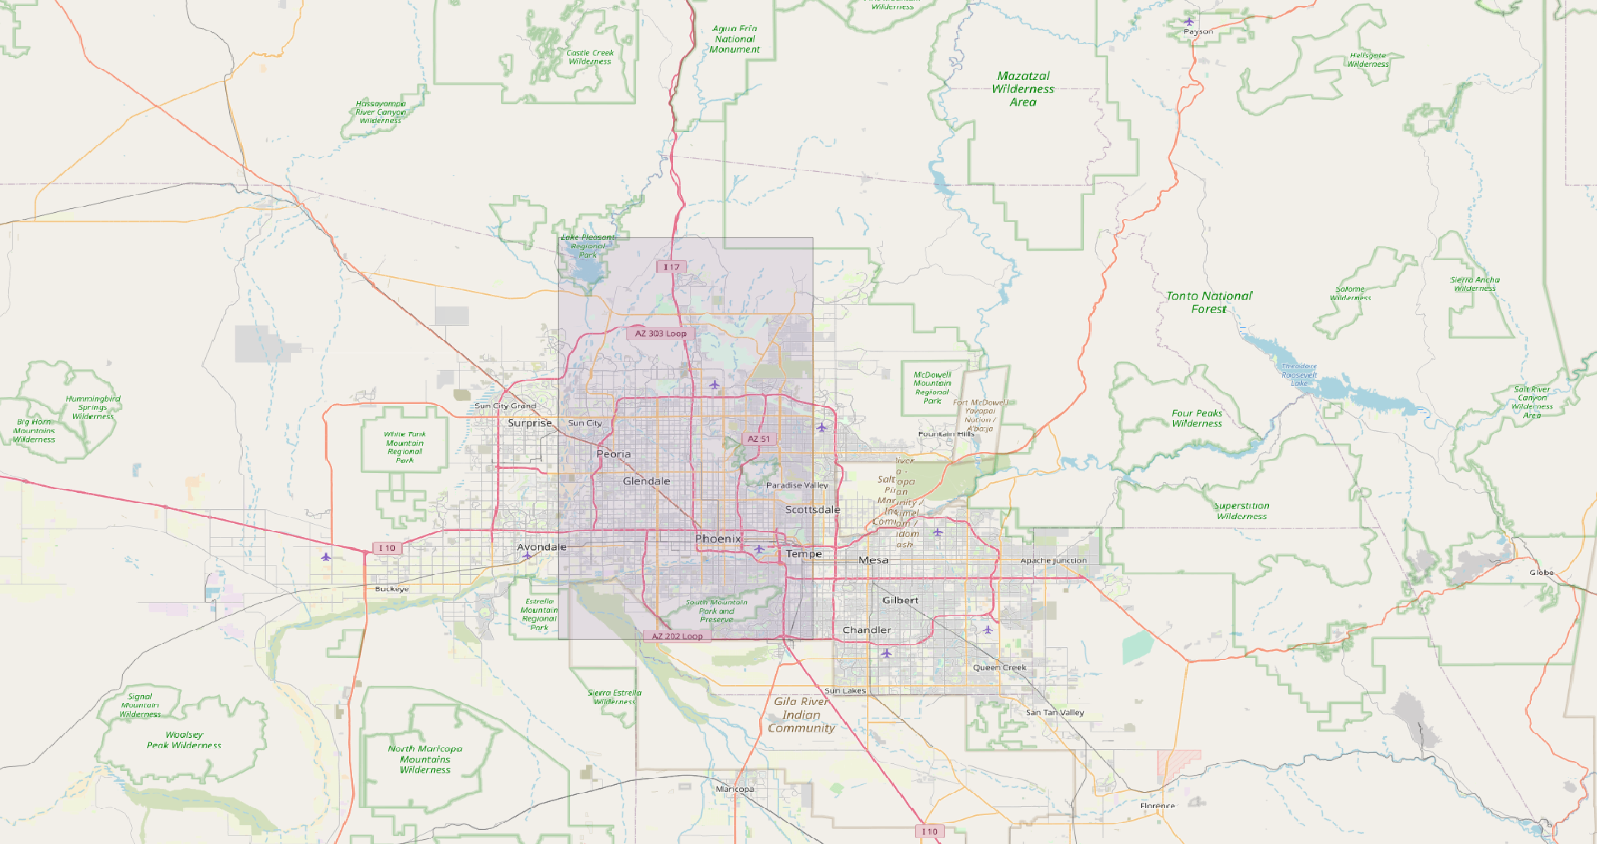 Wilderness
Agua Fria
National
Monument
Castle Creek
Wilderness
Payson
Hellsgate
Wilderness
Mazatzal
Wilderness
Area
Hassayampa
River Canyon
Wilderness
Lake Pleasant
Regional
Park
I 17
Tonto National
Forest
Salome
Wilderness
Sierra Ancha
Wilderness
AZ 303 Loop
Theodore
Roosevelt
Lake
McDowell
Mountain
Regional
Park
Hummingbird
Springs
Wilderness
Big Horn
Mountains
Wilderness
Sun City Grand
Surprise
Sun City
Fort McDowell
Yavapai
Nation /
Four Peaks
Wilderness
Salt River
Canyon
Wilderness
Area
White Tank
Mountain
Regional
Park
AZ 51
Fountain Hills
Peoria
Glendale
Paradise Valley
Scottsdale
Superstition
Wilderness
I 10
Avondale
Phoenix
Tempe
Mesa
Apache Junction
Globe
Buckeye
Estrella
Mountain
Regional
Park
South Mountain
Park and
Preserve
Gilbert
AZ 202 Loop
Chandler
Queen Creek
Sun Lakes
Signal
Mountain
Wilderness
Sierra Estrella
Wilderness
Gila River
Indian
Community
San Tan Valley
Woolsey
Peak Wilderness
North Maricopa
Mountains
Wilderness
Maricopa
Florence
I 10